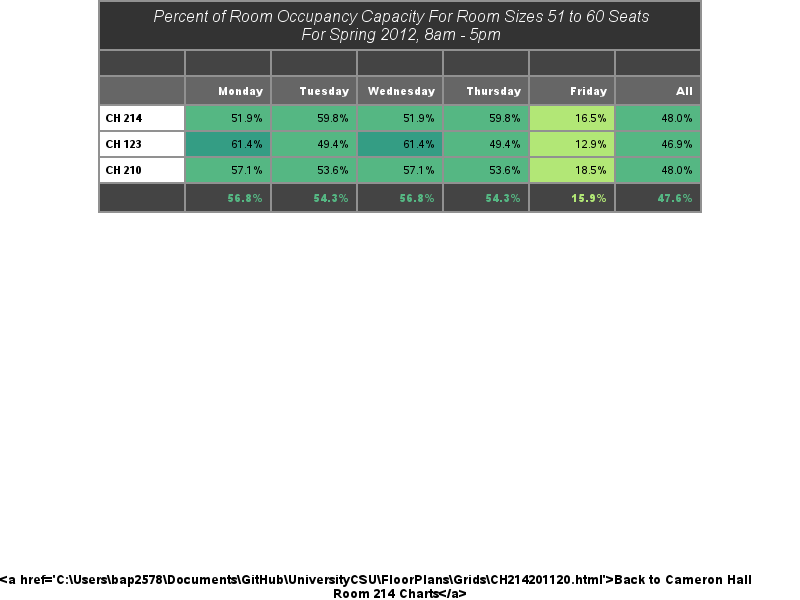 Percent of Room Occupancy Capacity For Room Sizes 51 to 60 Seats
For Spring 2012, 8am - 5pm
Monday Tuesday Wednesday Thursday Friday All
CH 214 51.9% 59.8% 51.9% 59.8% 16.5% 48.0%
CH 123 61.4% 49.4% 61.4% 49.4% 12.9% 46.9%
CH 210 57.1% 53.6% 57.1% 53.6% 18.5% 48.0%
56.8% 54.3% 56.8% 54.3% 15.9% 47.6%
<a href='C:\Users\bap2578\Documents\GitHub\UniversityCSU\FloorPlans\Grids\CH214201120.html'>Back to Cameron Hall
Room 214 Charts</a>